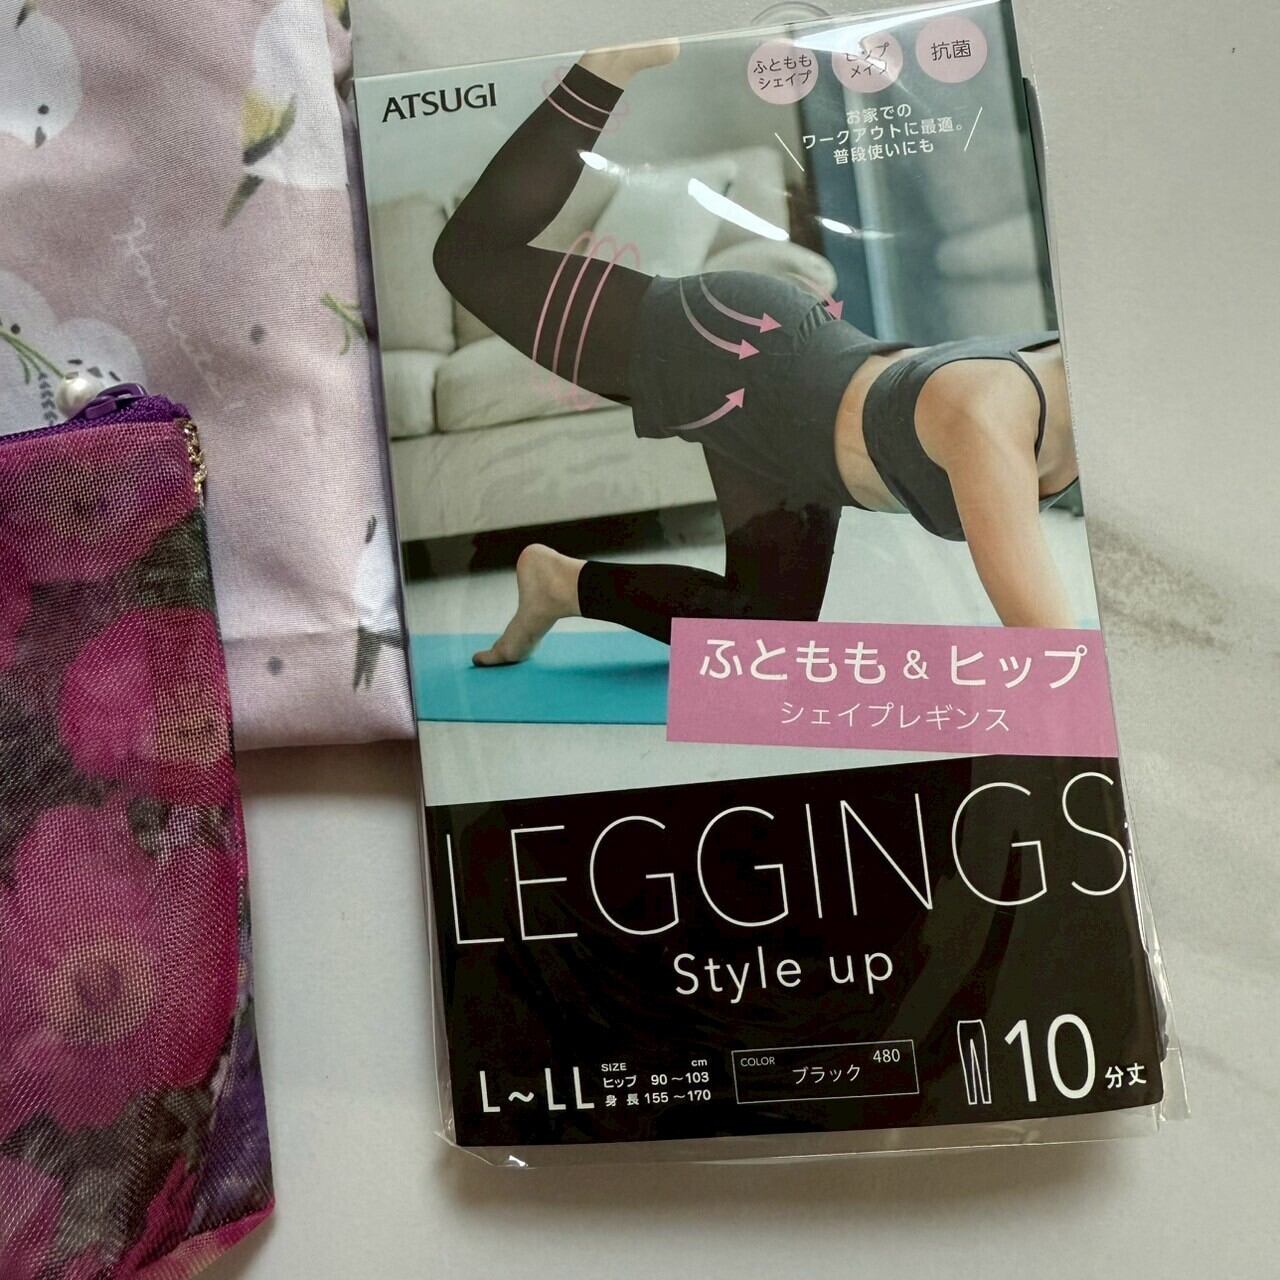 ATSUGI
ふともも
シェイプ
ヒップ
メイク
抗菌
お家での
ワークアウトに最適。
普段使いにも
ふともも & ヒップ
シェイプレギンス
LEGGINGS
Style up
L～LL
SIZE cm
ヒップ 90～103
身長 155～170
COLOR 480
ブラック
10分丈